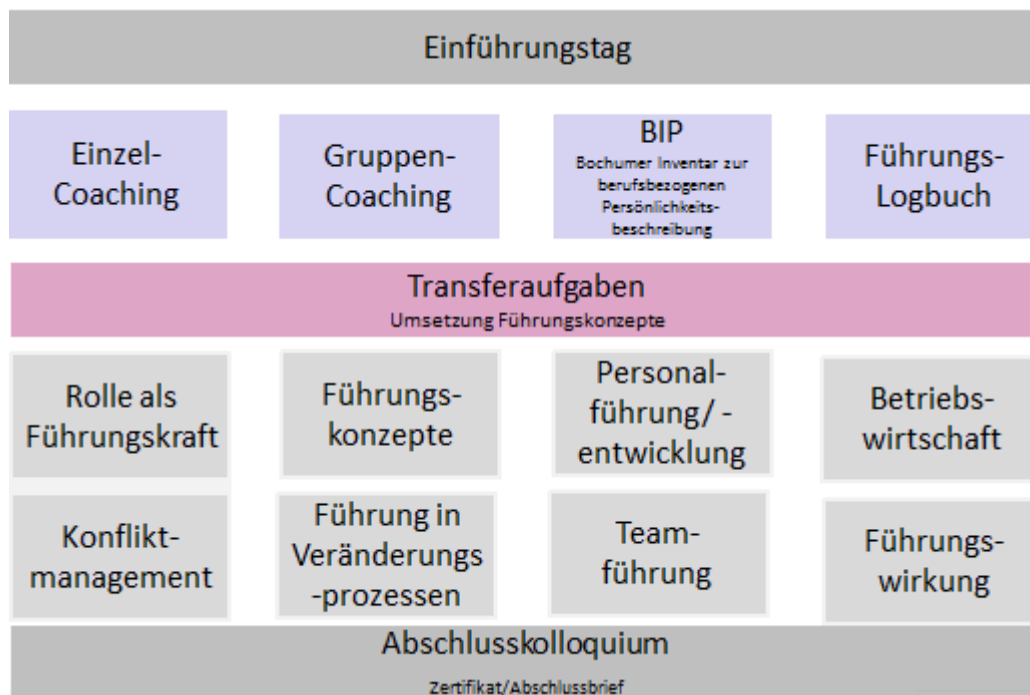 Einführungstag
Einzel-
Coaching
Gruppen-
Coaching
BIP
Bochumer Inventar zur
berufsbezogenen
Persönlichkeits-
beschreibung
Führungs-
Logbuch
Transferaufgaben
Umsetzung Führungskonzepte
Rolle als
Führungskraft
Führungs-
konzepte
Personal-
führung/ -
entwicklung
Betriebs-
wirtschaft
Konflikt-
management
Führung in
Veränderungs
-prozessen
Team-
führung
Führungs-
wirkung
Abschlusskolloquium
Zertifikat/Abschlussbrief